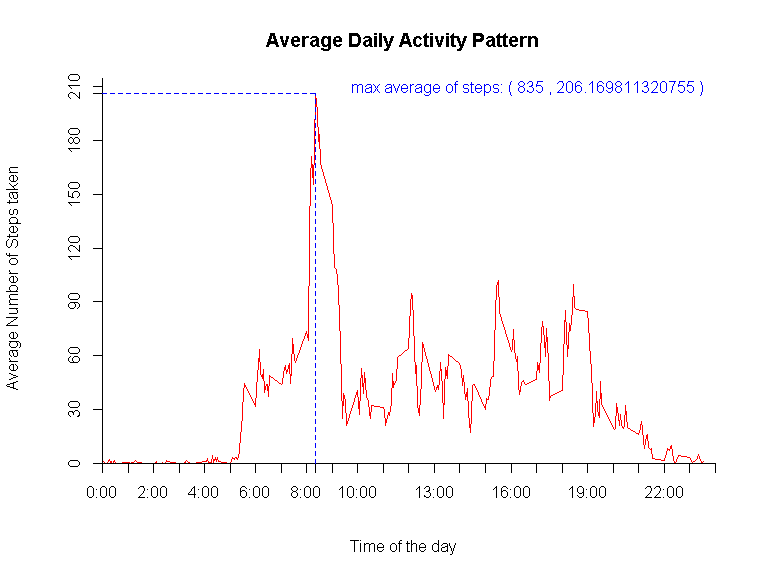 Average Daily Activity Pattern
max average of steps: ( 835 , 206.169811320755 )
Average Number of Steps taken
210
180
150
120
90
60
30
0
0:00 2:00 4:00 6:00 8:00 10:00 13:00 16:00 19:00 22:00
Time of the day